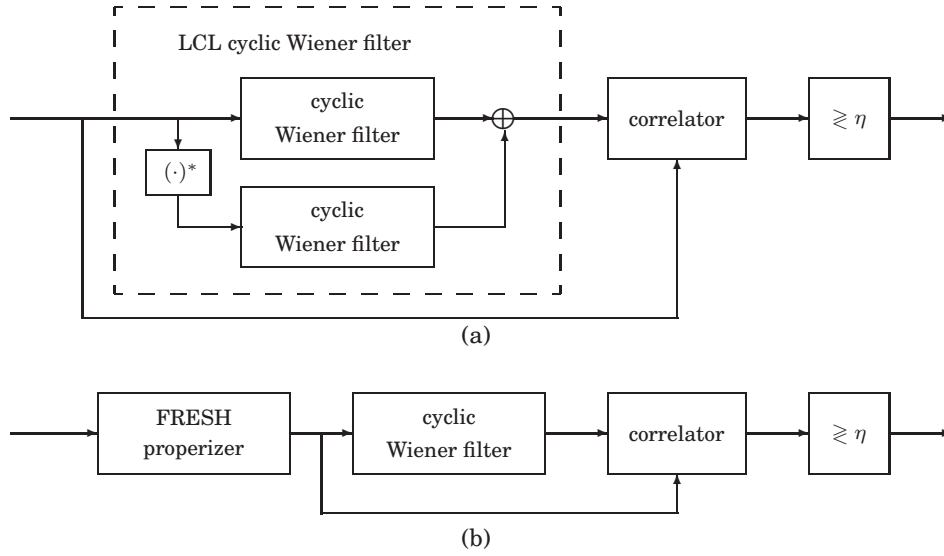 LCL cyclic Wiener filter
cyclic
Wiener filter
correlator
≷ η
(·)*
cyclic
Wiener filter
(a)
FRESH
properizer
cyclic
Wiener filter
correlator
≷ η
(b)